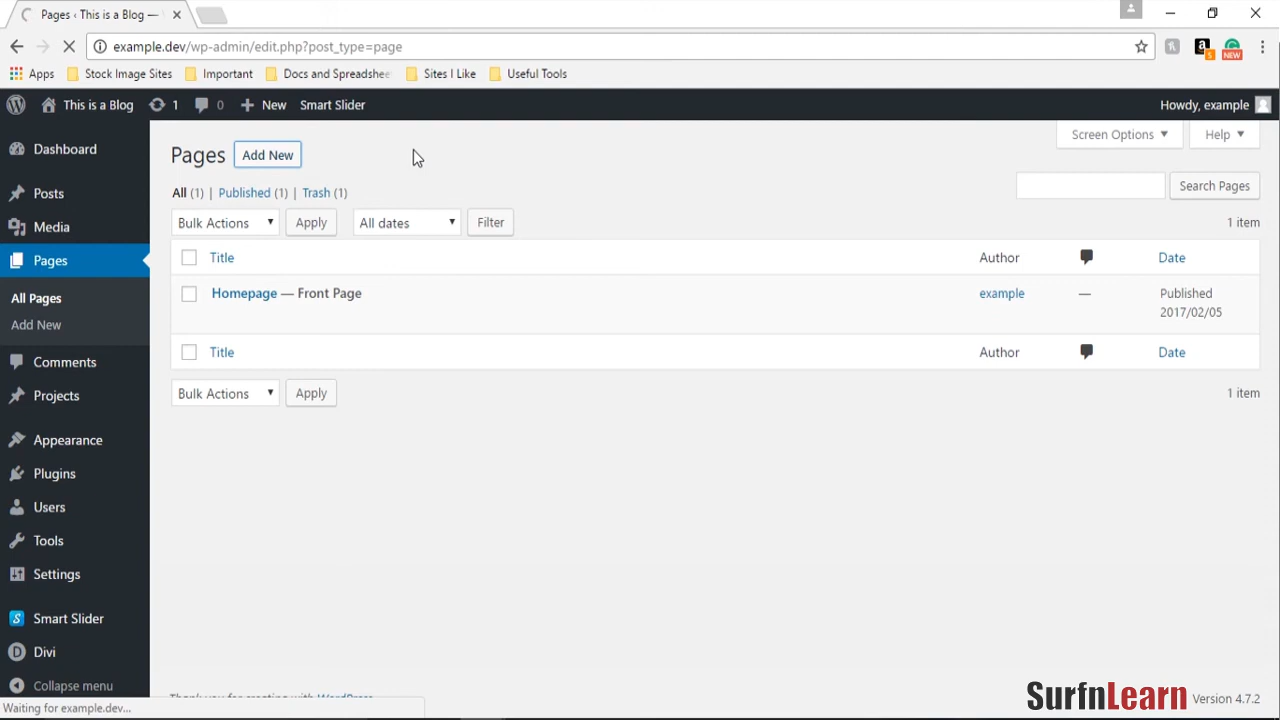 Pages ‹ This is a Blog —
example.dev/wp-admin/edit.php?post_type=page
5
NEW
Apps
Stock Image Sites
Important
Docs and Spreadshee
Sites I Like
Useful Tools
This is a Blog
1
0
New
Smart Slider
Howdy, example
Dashboard
Posts
Media
Pages
All Pages
Add New
Comments
Projects
Appearance
Plugins
Users
Tools
Settings
Smart Slider
Divi
Collapse menu
Pages
Add New
Screen Options
Help
All (1) | Published (1) | Trash (1)
Search Pages
Bulk Actions
Apply
All dates
Filter
1 item
Title
Author
Date
Homepage — Front Page
example
—
Published
2017/02/05
Title
Author
Date
Bulk Actions
Apply
1 item
Thank you for creating with WordPress
Waiting for example.dev...
SurfnLearn
Version 4.7.2